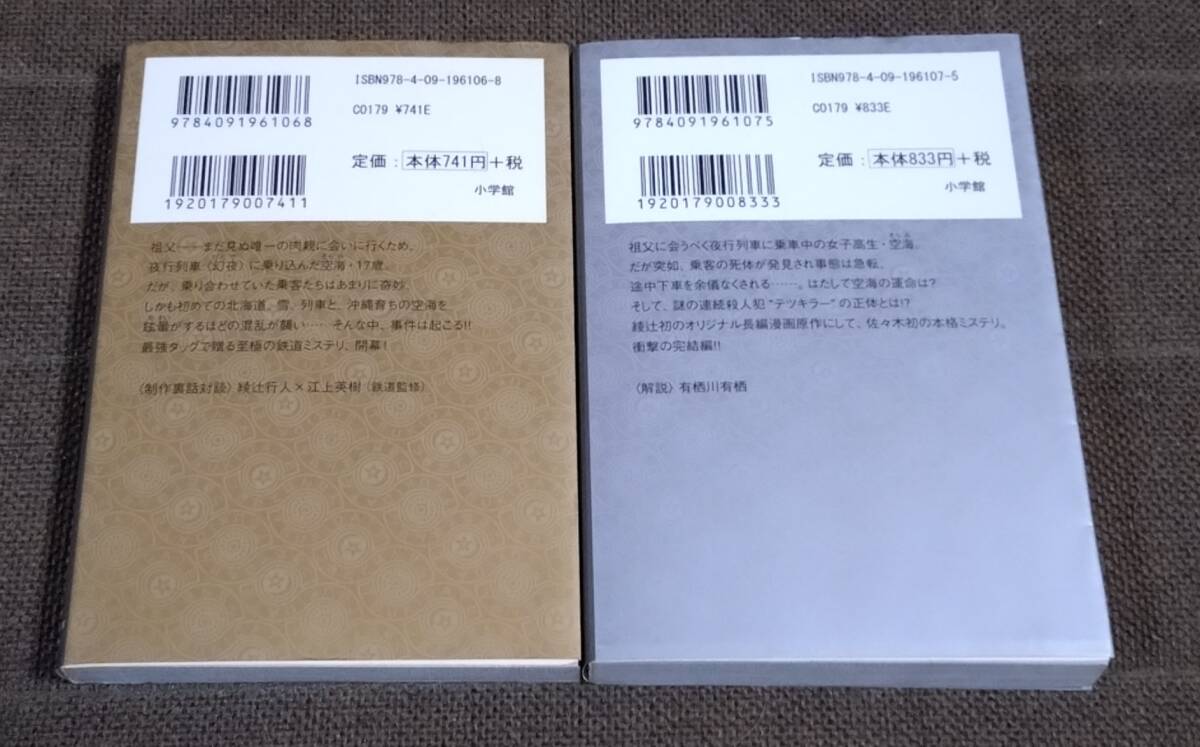 ISBN978-4-09-196106-8
C0179 ¥741E
9784091961068
定価：本体741円＋税
1920179007411
小学館
祖父――まだ見ぬ唯一の肉親に会いに行くため、
夜行列車〈幻夜〉に乗り込んだ空海・17歳。
だが、乗り合わせていた乗客たちはあまりに奇妙。
しかも初めての北海道、雪、列車と、沖縄育ちの空海を
眩暈がするほどの混乱が襲い……そんな中、事件は起こる!!
最強タッグで贈る至極の鉄道ミステリ、開幕！
〈制作裏話対談〉綾辻行人×江上英樹（鉄道監修）
ISBN978-4-09-196107-5
C0179 ¥833E
9784091961075
定価：本体833円＋税
1920179008333
小学館
祖父に会うべく夜行列車に乗車中の女子高生・空海。
だが突如、乗客の死体が発見され事態は急転。
途中下車を余儀なくされる……。はたして空海の運命は？
そして、謎の連続殺人犯“テツキラー”の正体とは!?
綾辻初のオリジナル長編漫画原作にして、佐々木初の本格ミステリ。
衝撃の完結編!!
〈解説〉有栖川有栖